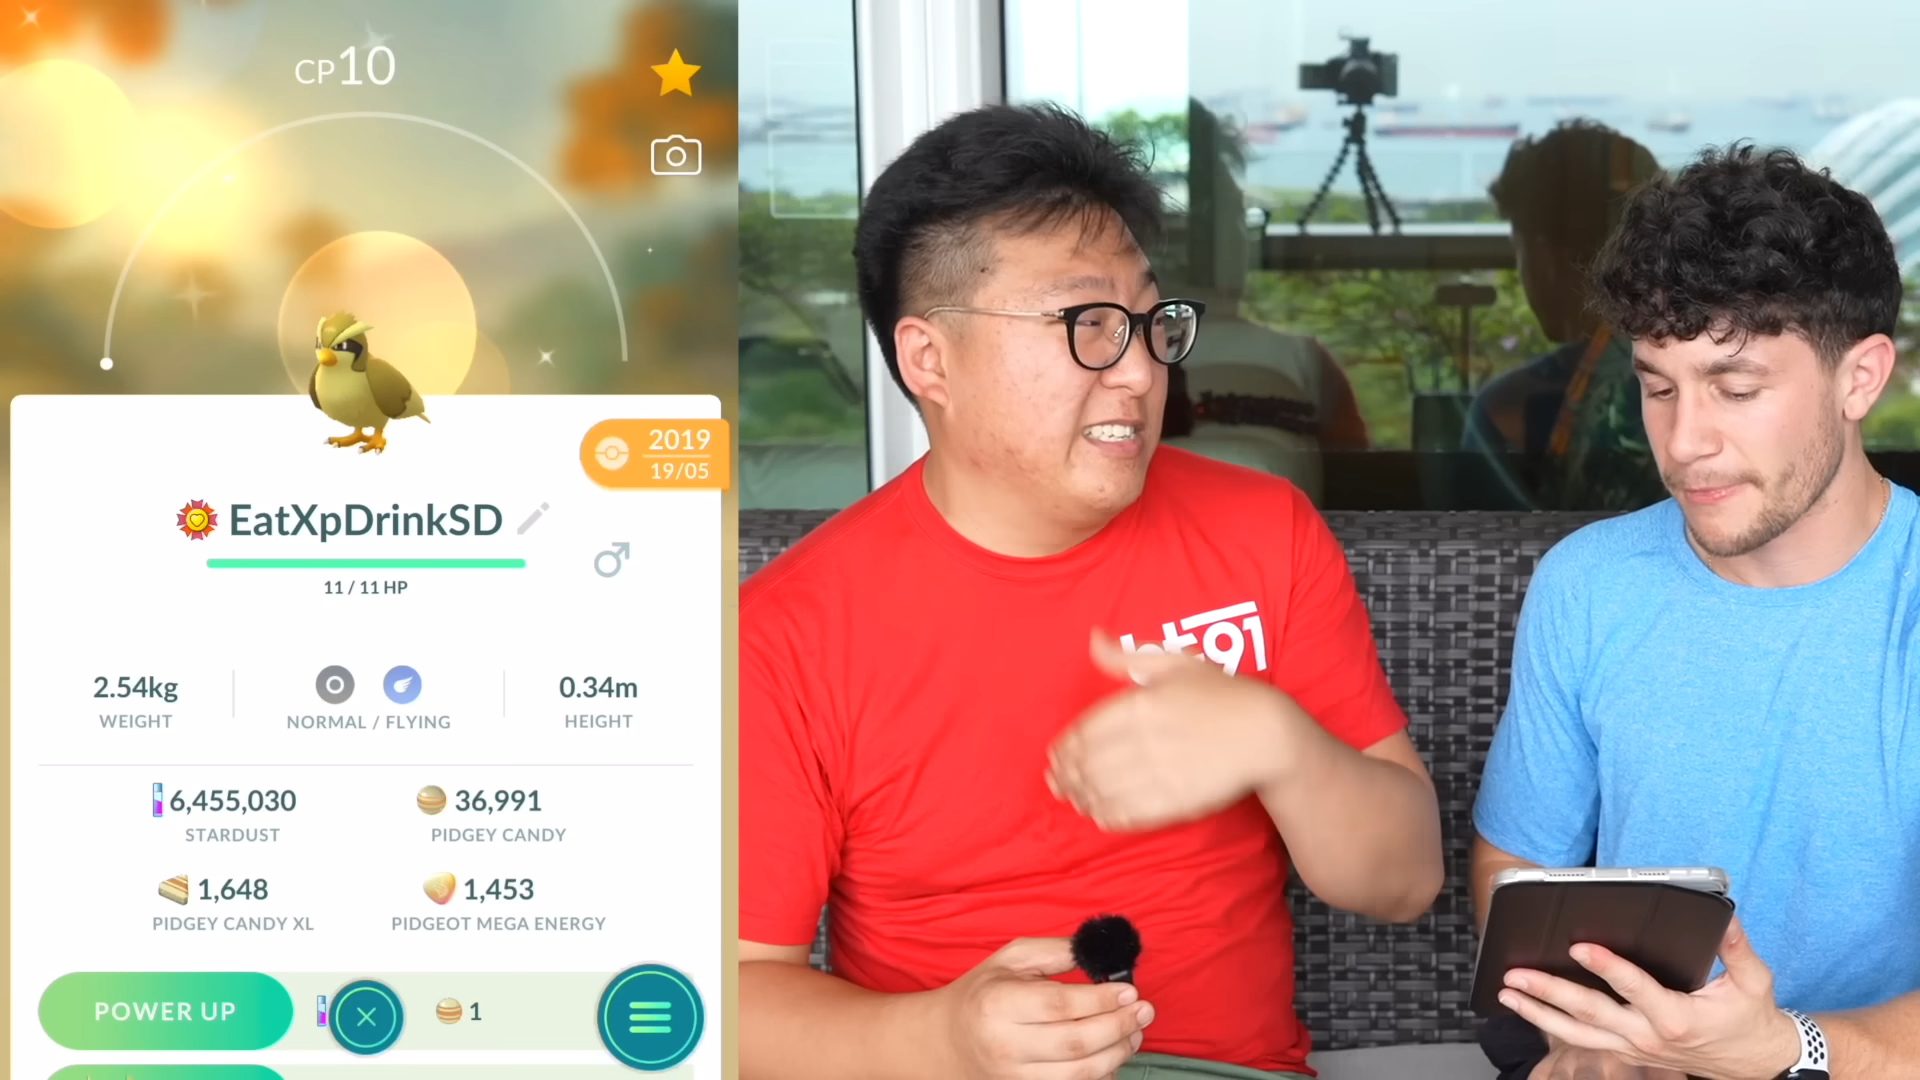 CP10
2019
19/05
EatXpDrinkSD
11 / 11 HP
2.54kg
WEIGHT
NORMAL / FLYING
0.34m
HEIGHT
6,455,030
STARDUST
36,991
PIDGEY CANDY
1,648
PIDGEY CANDY XL
1,453
PIDGEOT MEGA ENERGY
POWER UP
1
91